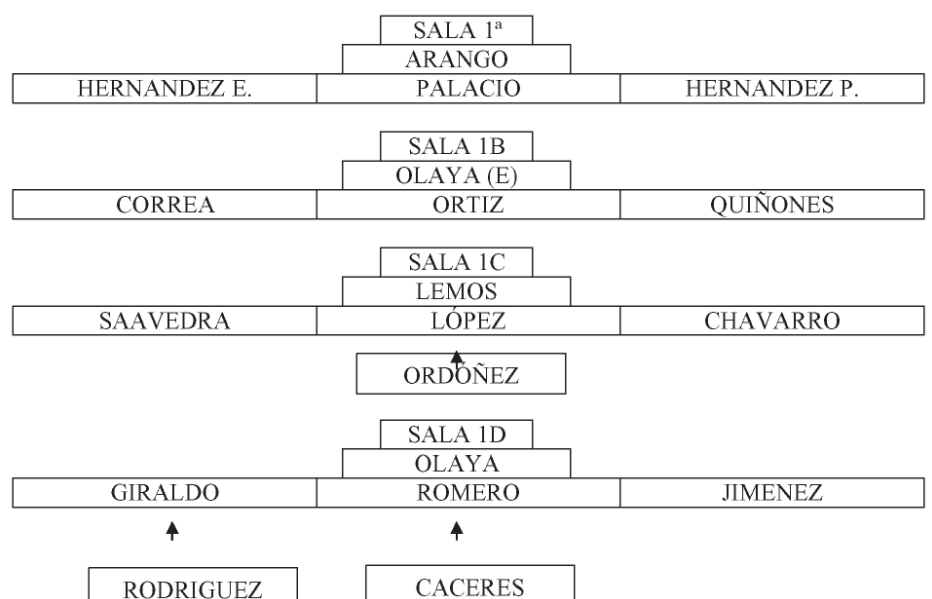 SALA 1ª
ARANGO
HERNANDEZ E. PALACIO HERNANDEZ P.
SALA 1B
OLAYA (E)
CORREA ORTIZ QUIÑONES
SALA 1C
LEMOS
SAAVEDRA LÓPEZ CHAVARRO
ORDÓÑEZ
SALA 1D
OLAYA
GIRALDO ROMERO JIMENEZ
RODRIGUEZ CACERES